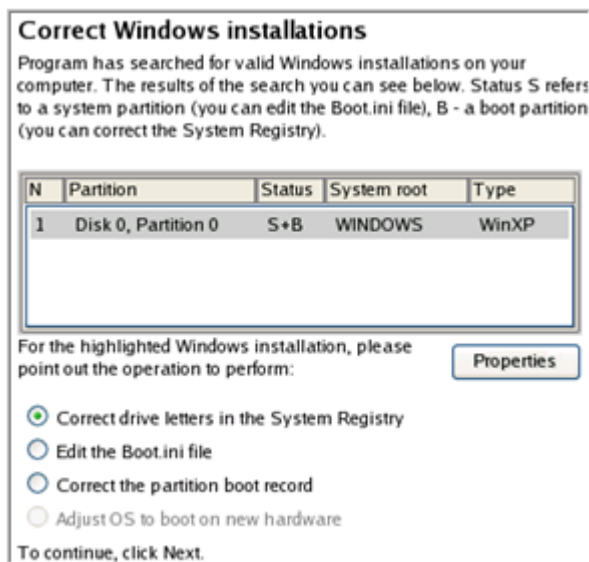 Correct Windows installations
Program has searched for valid Windows installations on your
computer. The results of the search you can see below. Status S refers
to a system partition (you can edit the Boot.ini file), B - a boot partition
(you can correct the System Registry).
N Partition Status System root Type
1 Disk 0, Partition 0 S+B WINDOWS WinXP
For the highlighted Windows installation, please
point out the operation to perform:
Properties
Correct drive letters in the System Registry
Edit the Boot.ini file
Correct the partition boot record
Adjust OS to boot on new hardware
To continue, click Next.